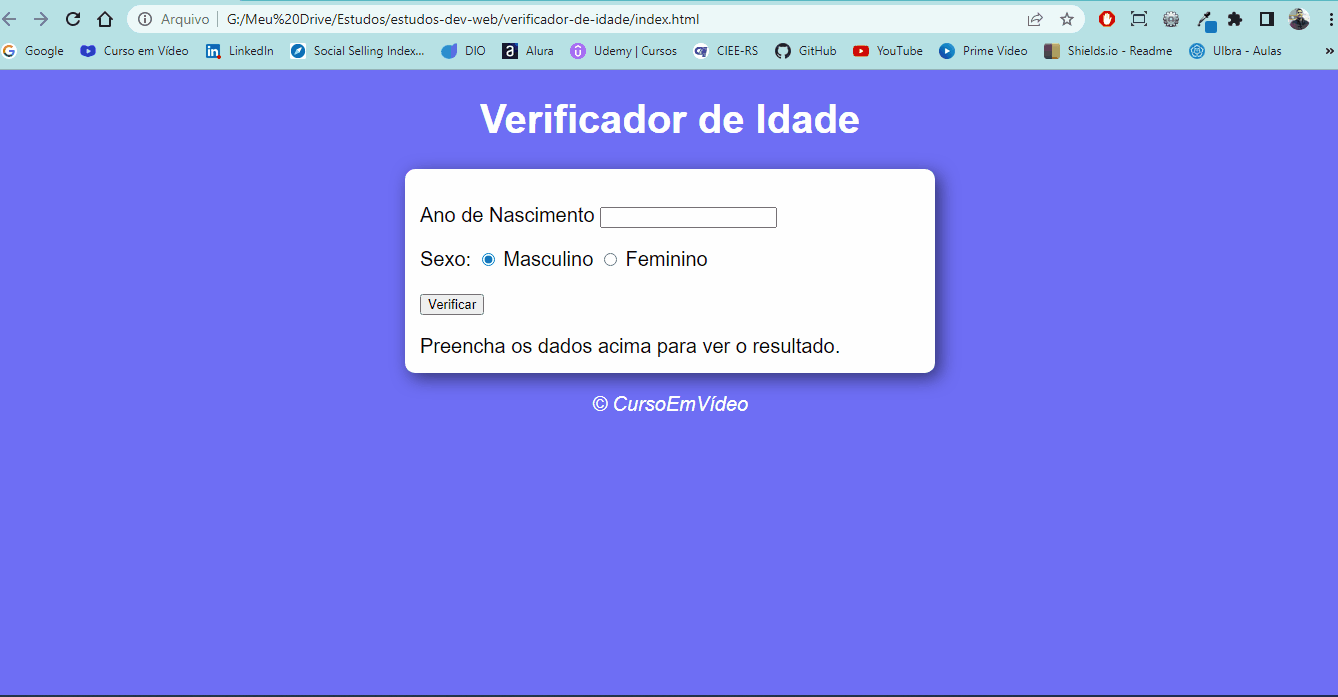 Arquivo G:/Meu%20Drive/Estudos/estudos-dev-web/verificador-de-idade/index.html
Google Curso em Vídeo LinkedIn Social Selling Index... DIO Alura Udemy | Cursos CIEE-RS GitHub YouTube Prime Video Shields.io - Readme Ulbra - Aulas »
Verificador de Idade
Ano de Nascimento
Sexo: Masculino Feminino
Verificar
Preencha os dados acima para ver o resultado.
© CursoEmVídeo